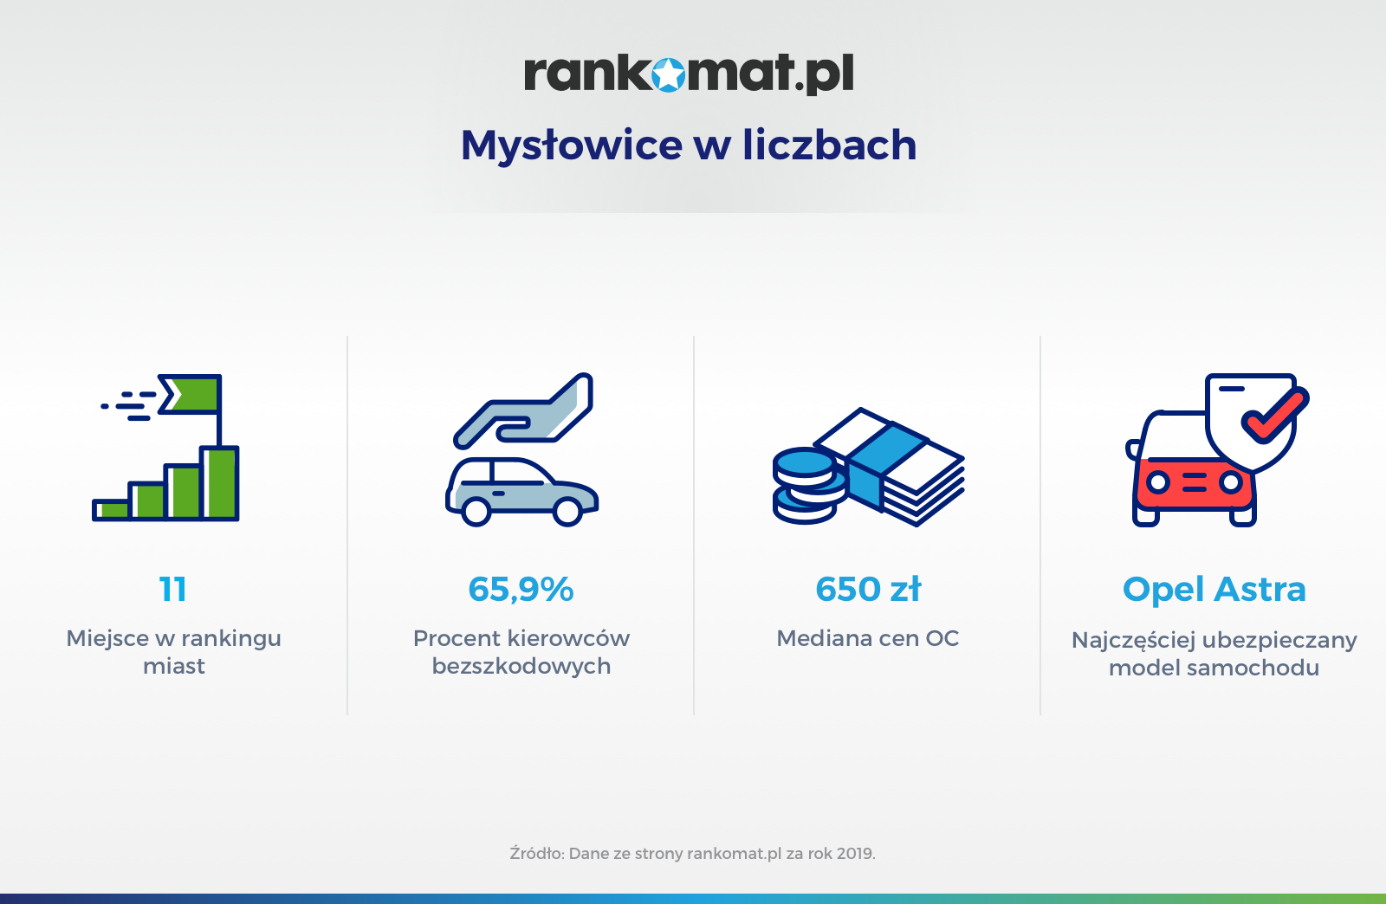 rankomat.pl
Mysłowice w liczbach
11
Miejsce w rankingu
miast
65,9%
Procent kierowców
bezszkodowych
650 zł
Mediana cen OC
Opel Astra
Najczęściej ubezpieczany
model samochodu
Źródło: Dane ze strony rankomat.pl za rok 2019.